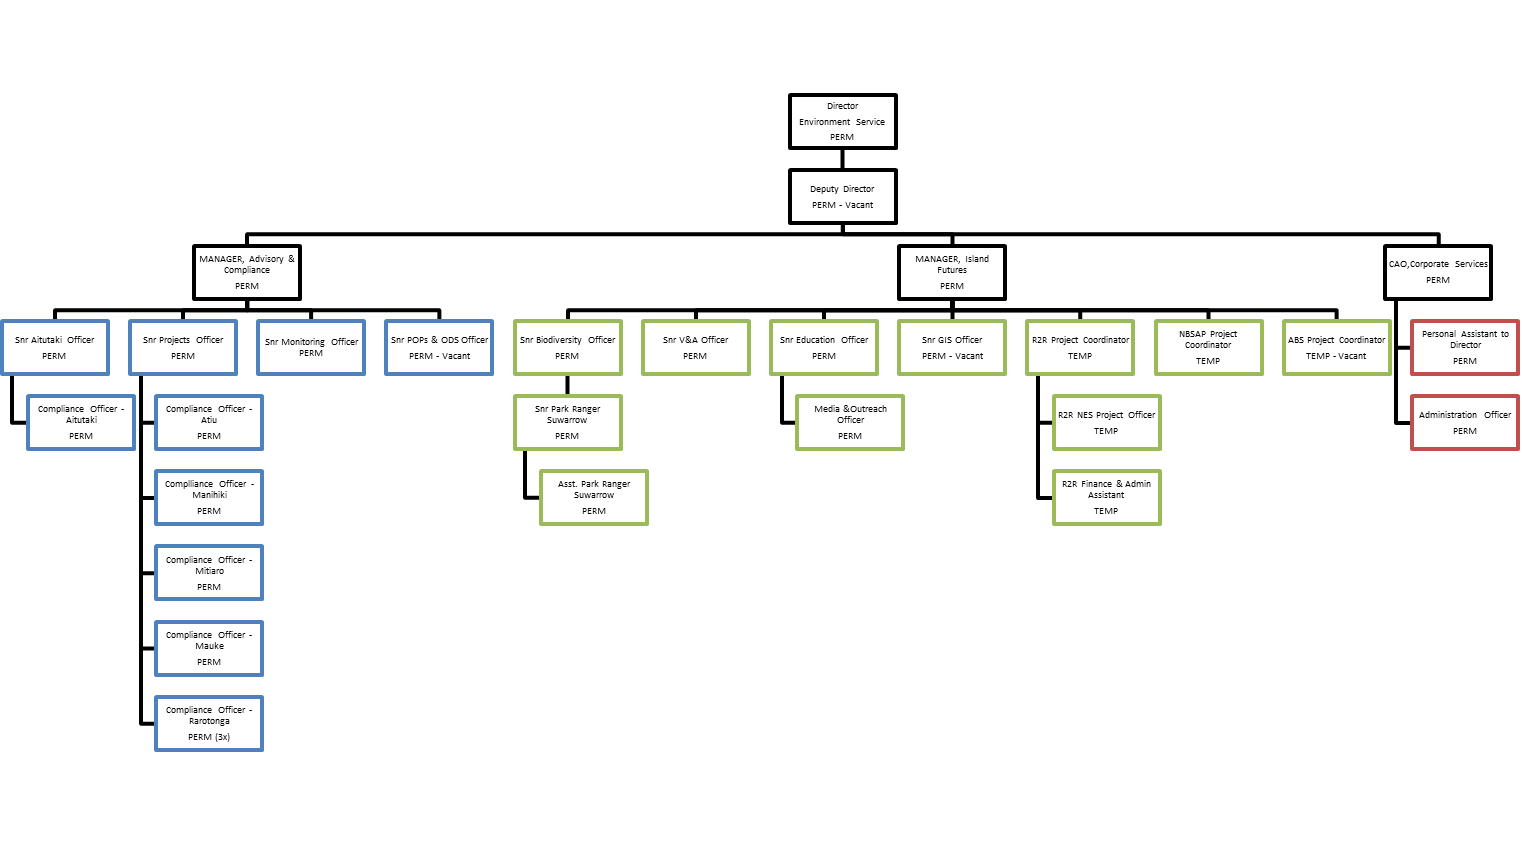 Director
Environment Service
PERM
Deputy Director
PERM - Vacant
MANAGER, Advisory &
Compliance
PERM
MANAGER, Island
Futures
PERM
CAO,Corporate Services
PERM
Snr Aitutaki Officer
PERM
Snr Projects Officer
PERM
Snr Monitoring Officer
PERM
Snr POPs & ODS Officer
PERM - Vacant
Snr Biodiversity Officer
PERM
Snr V&A Officer
PERM
Snr Education Officer
PERM
Snr GIS Officer
PERM - Vacant
R2R Project Coordinator
TEMP
NBSAP Project
Coordinator
TEMP
ABS Project Coordinator
TEMP - Vacant
Personal Assistant to
Director
PERM
Compliance Officer -
Aitutaki
PERM
Compliance Officer -
Atiu
PERM
Snr Park Ranger
Suwarrow
PERM
Media &Outreach
Officer
PERM
R2R NES Project Officer
TEMP
Administration Officer
PERM
Complliance Officer -
Manihiki
PERM
Asst. Park Ranger
Suwarrow
PERM
R2R Finance & Admin
Assistant
TEMP
Compliance Officer -
Mitiaro
PERM
Compliance Officer -
Mauke
PERM
Compliance Officer -
Rarotonga
PERM (3x)